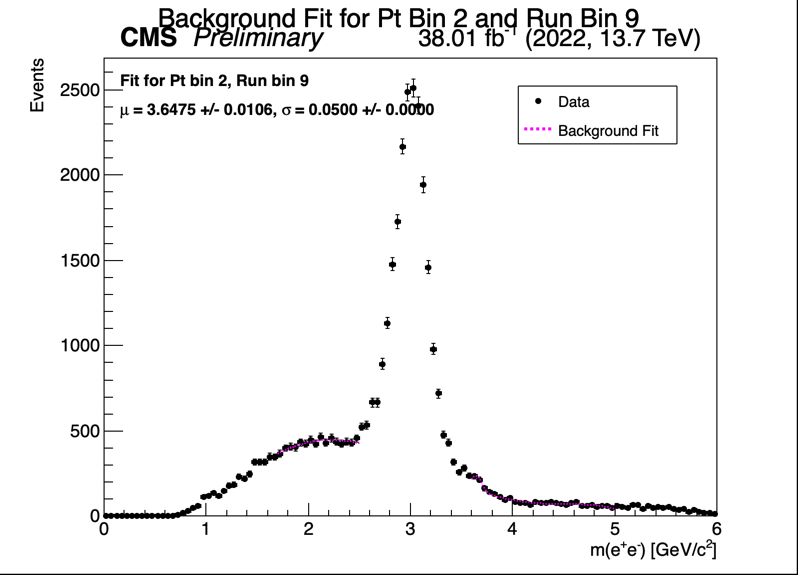 Background Fit for Pt Bin 2 and Run Bin 9
CMS Preliminary 38.01 fb⁻¹ (2022, 13.7 TeV)
Events
Fit for Pt bin 2, Run bin 9
μ = 3.6475 +/- 0.0106, σ = 0.0500 +/- 0.0000
Data
Background Fit
2500
2000
1500
1000
500
0
0 1 2 3 4 5 6
m(e⁺e⁻) [GeV/c²]